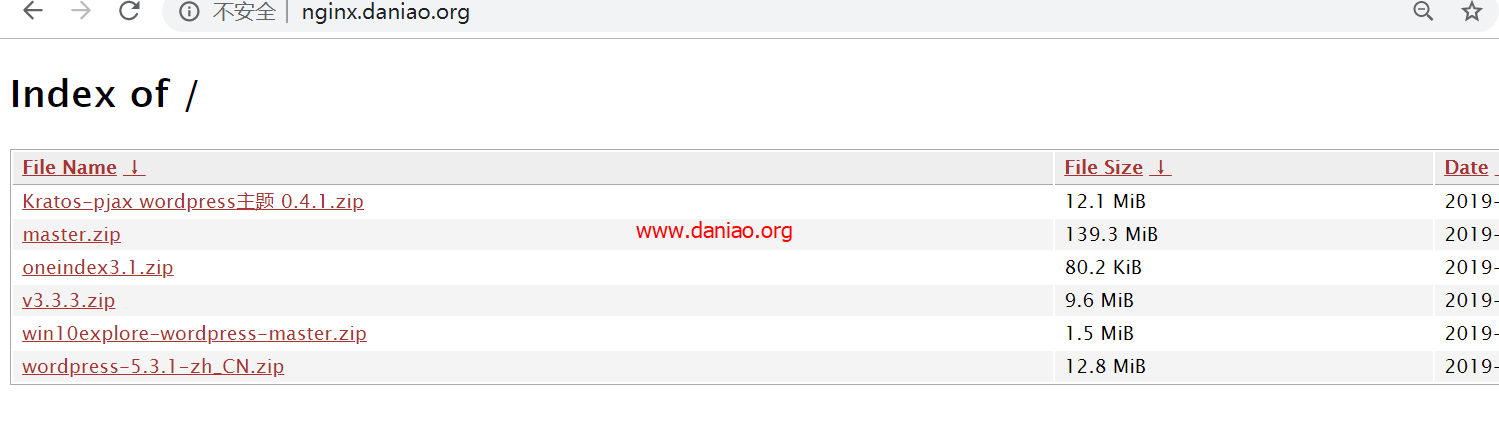 不安全 nginx.daniao.org
Index of /
File Name ↓ File Size ↓ Date
Kratos-pjax wordpress主题 0.4.1.zip 12.1 MiB 2019-
www.daniao.org
master.zip 139.3 MiB 2019-
oneindex3.1.zip 80.2 KiB 2019-
v3.3.3.zip 9.6 MiB 2019-
win10explore-wordpress-master.zip 1.5 MiB 2019-
wordpress-5.3.1-zh_CN.zip 12.8 MiB 2019-